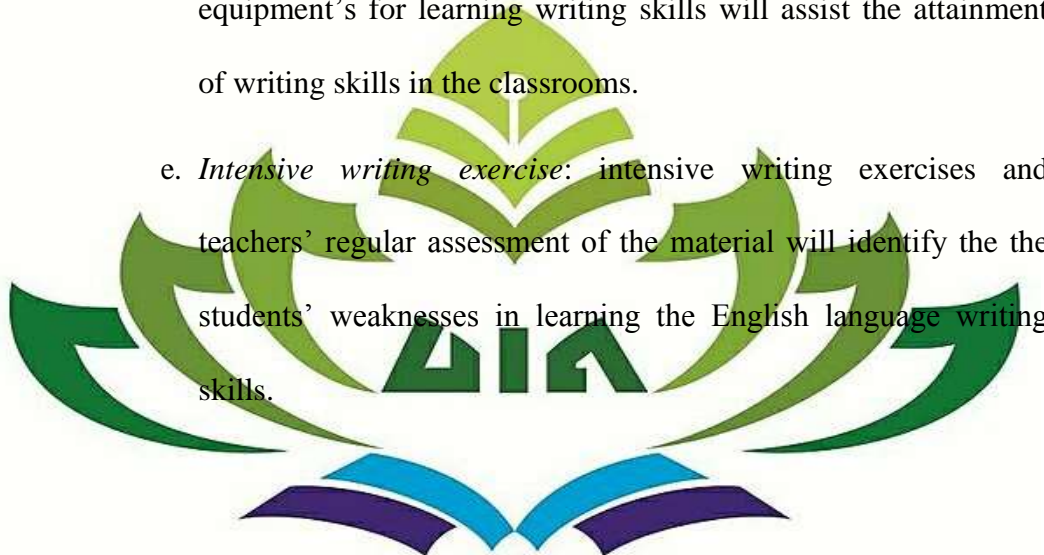 equipment’s for learning writing skills will assist the attainment
of writing skills in the classrooms.
e. Intensive writing exercise: intensive writing exercises and
teachers’ regular assessment of the material will identify the the
students’ weaknesses in learning the English language writing
skills.
UIN